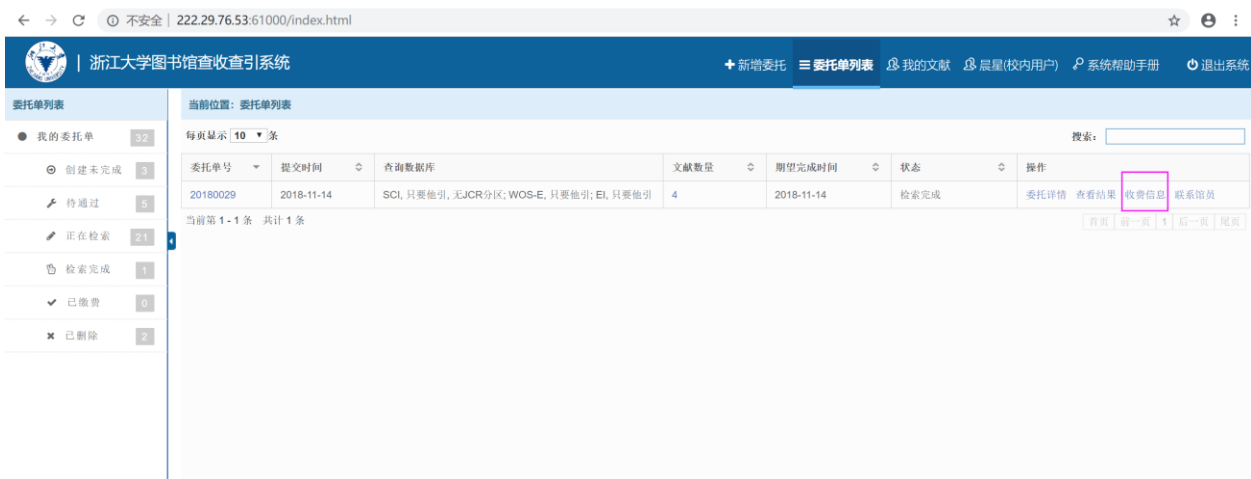 不安全 | 222.29.76.53:61000/index.html
| 浙江大学图书馆查收查引系统
新增委托 委托单列表 我的文献 晨星(校内用户) 系统帮助手册 退出系统
委托单列表
当前位置：委托单列表
我的委托单 32
创建未完成 3
待通过 5
正在检索 21
检索完成 1
已缴费 0
已删除 2
每页显示 10 条
搜索：
委托单号 提交时间 查询数据库 文献数量 期望完成时间 状态 操作
20180029 2018-11-14 SCI, 只要他引, 无JCR分区; WOS-E, 只要他引; EI, 只要他引 4 2018-11-14 检索完成 委托详情 查看结果 收费信息 联系馆员
当前第 1 - 1 条 共计 1 条
首页 前一页 1 后一页 尾页